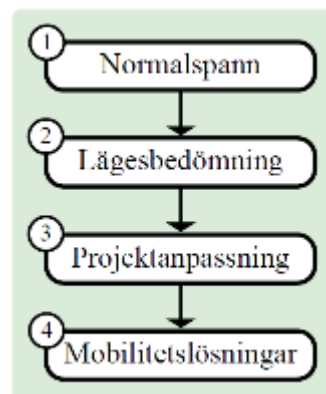 1
Normalspann
2
Lägesbedömning
3
Projektanpassning
4
Mobilitetslösningar